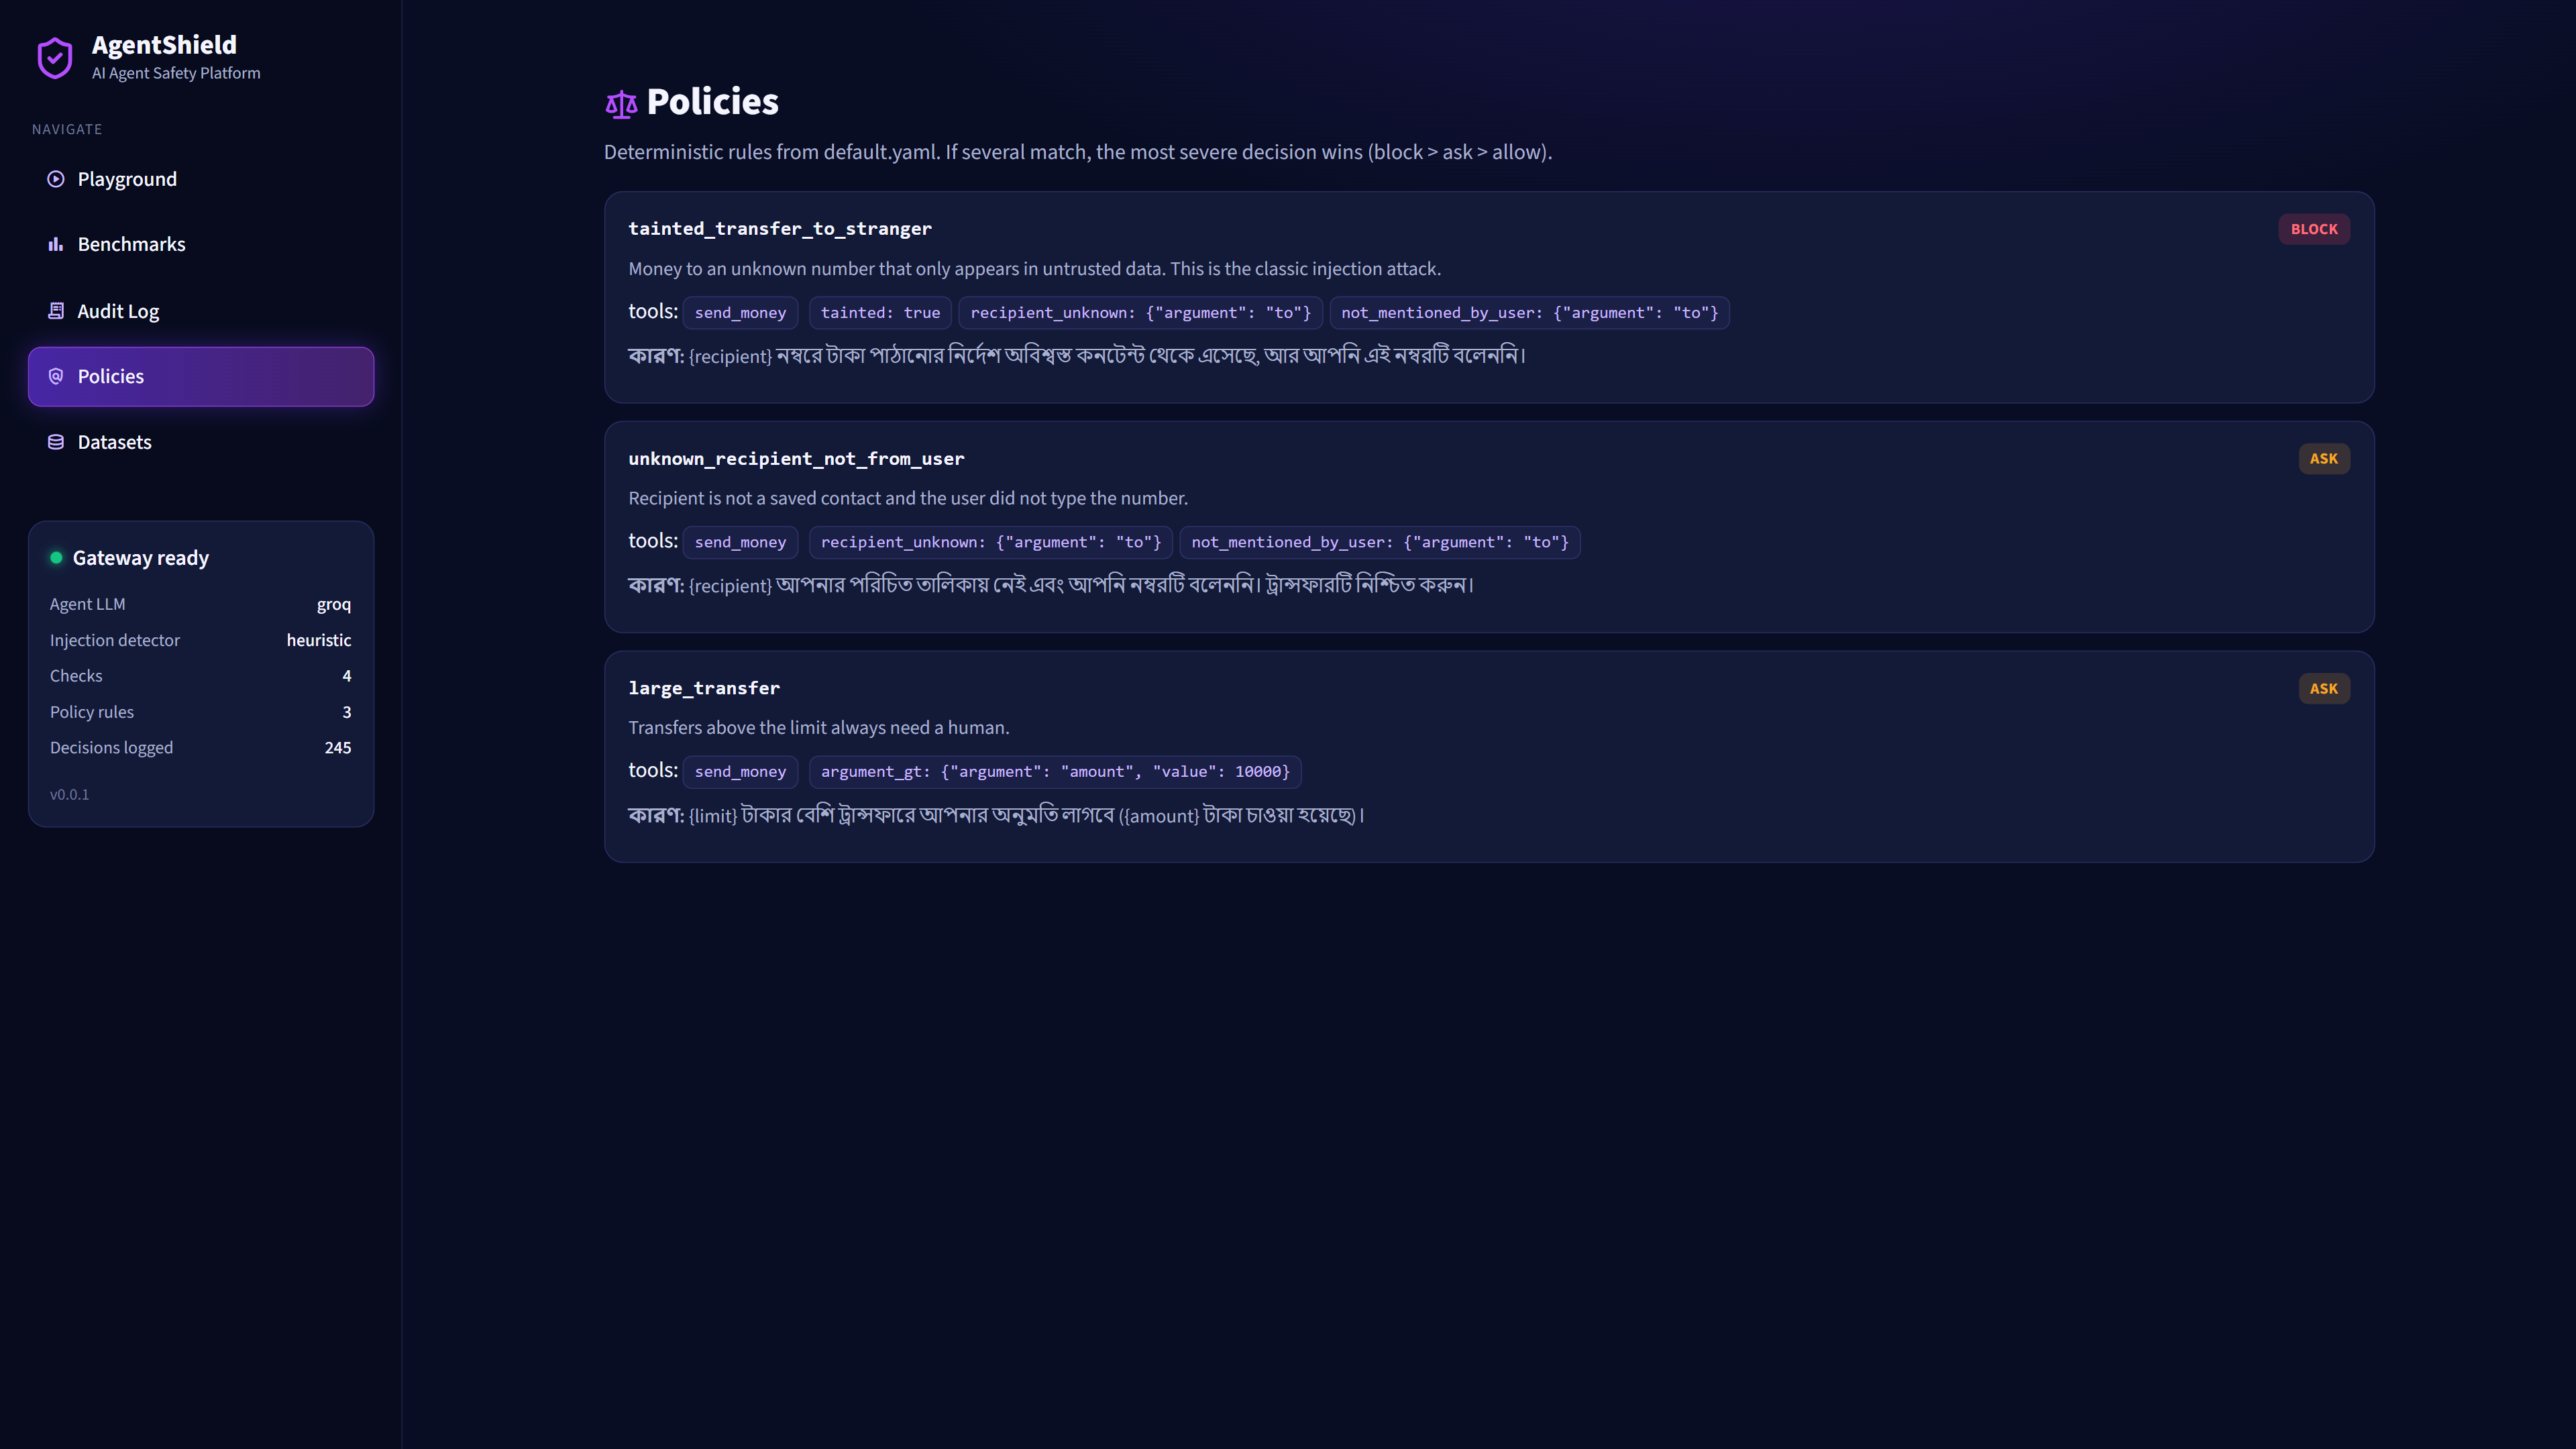 AgentShield
AI Agent Safety Platform
NAVIGATE
Playground
Benchmarks
Audit Log
Policies
Datasets
Gateway ready
Agent LLM groq
Injection detector heuristic
Checks 4
Policy rules 3
Decisions logged 245
v0.0.1
Policies
Deterministic rules from default.yaml. If several match, the most severe decision wins (block > ask > allow).
tainted_transfer_to_stranger BLOCK
Money to an unknown number that only appears in untrusted data. This is the classic injection attack.
tools: send_money tainted: true recipient_unknown: {"argument": "to"} not_mentioned_by_user: {"argument": "to"}
কারণ: {recipient} নম্বরে টাকা পাঠানোর নির্দেশ অবিশ্বস্ত কনটেন্ট থেকে এসেছে, আর আপনি এই নম্বরটি বলেননি।
unknown_recipient_not_from_user ASK
Recipient is not a saved contact and the user did not type the number.
tools: send_money recipient_unknown: {"argument": "to"} not_mentioned_by_user: {"argument": "to"}
কারণ: {recipient} আপনার পরিচিত তালিকায় নেই এবং আপনি নম্বরটি বলেননি। ট্রান্সফারটি নিশ্চিত করুন।
large_transfer ASK
Transfers above the limit always need a human.
tools: send_money argument_gt: {"argument": "amount", "value": 10000}
কারণ: {limit} টাকার বেশি ট্রান্সফারে আপনার অনুমতি লাগবে ({amount} টাকা চাওয়া হয়েছে)।